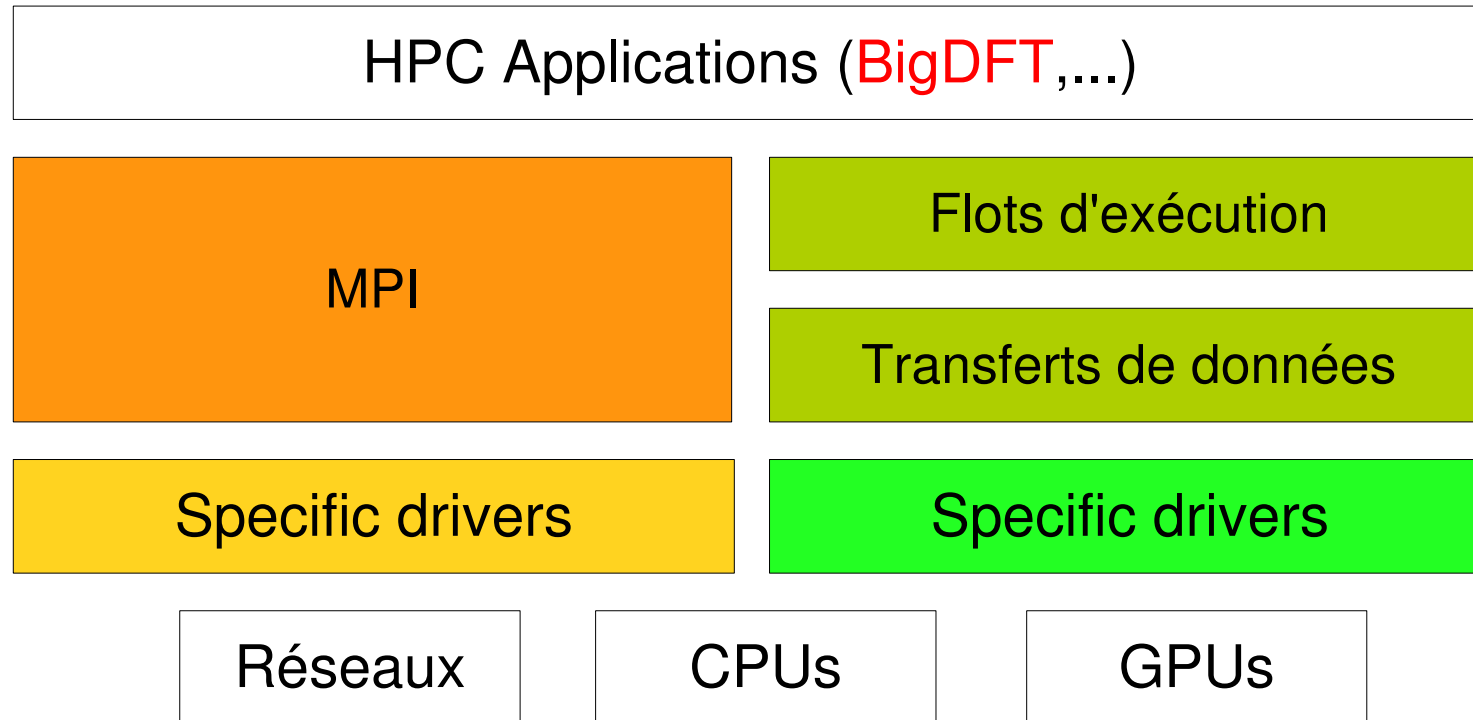 HPC Applications (BigDFT,...)
MPI
Flots d'exécution
Transferts de données
Specific drivers
Specific drivers
Réseaux
CPUs
GPUs